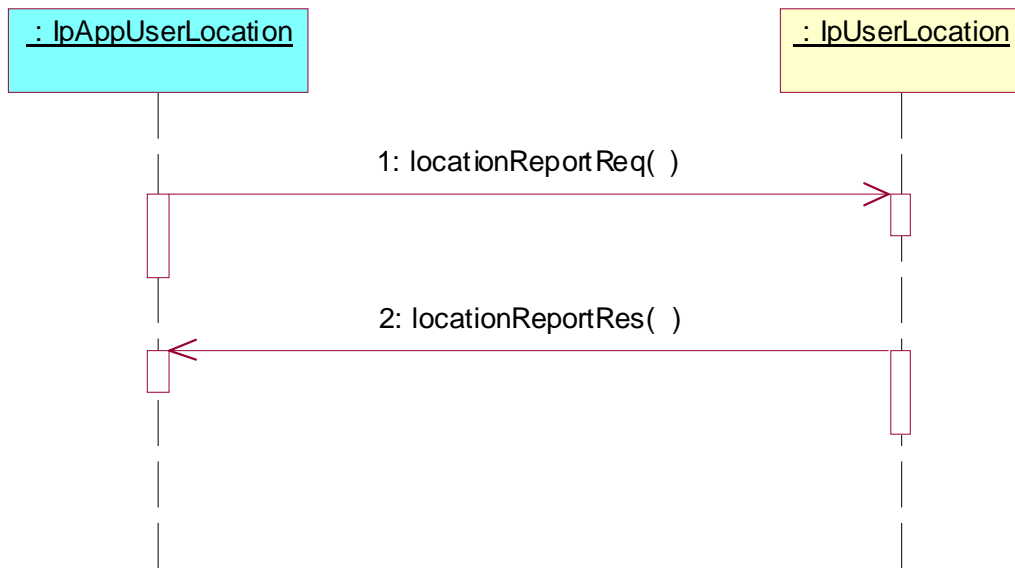 : IpAppUserLocation
: IpUserLocation
1: locationReportReq( )
2: locationReportRes( )